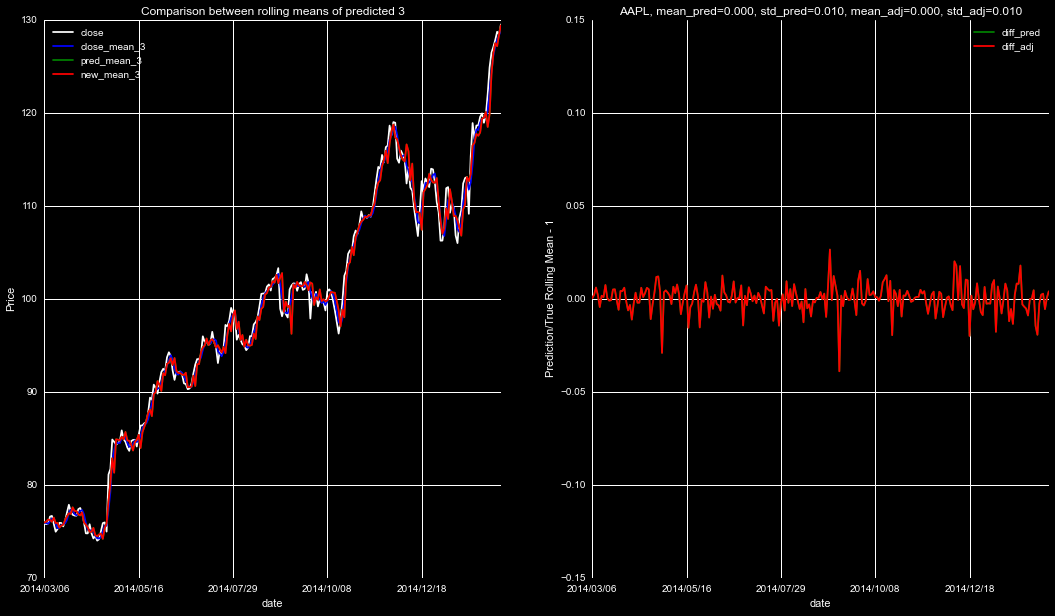 Comparison between rolling means of predicted 3
130
120
110
100
90
80
70
Price
close
close_mean_3
pred_mean_3
new_mean_3
2014/03/06
2014/05/16
2014/07/29
2014/10/08
2014/12/18
date
AAPL, mean_pred=0.000, std_pred=0.010, mean_adj=0.000, std_adj=0.010
0.15
0.10
0.05
0.00
−0.05
−0.10
−0.15
Prediction/True Rolling Mean - 1
diff_pred
diff_adj
2014/03/06
2014/05/16
2014/07/29
2014/10/08
2014/12/18
date